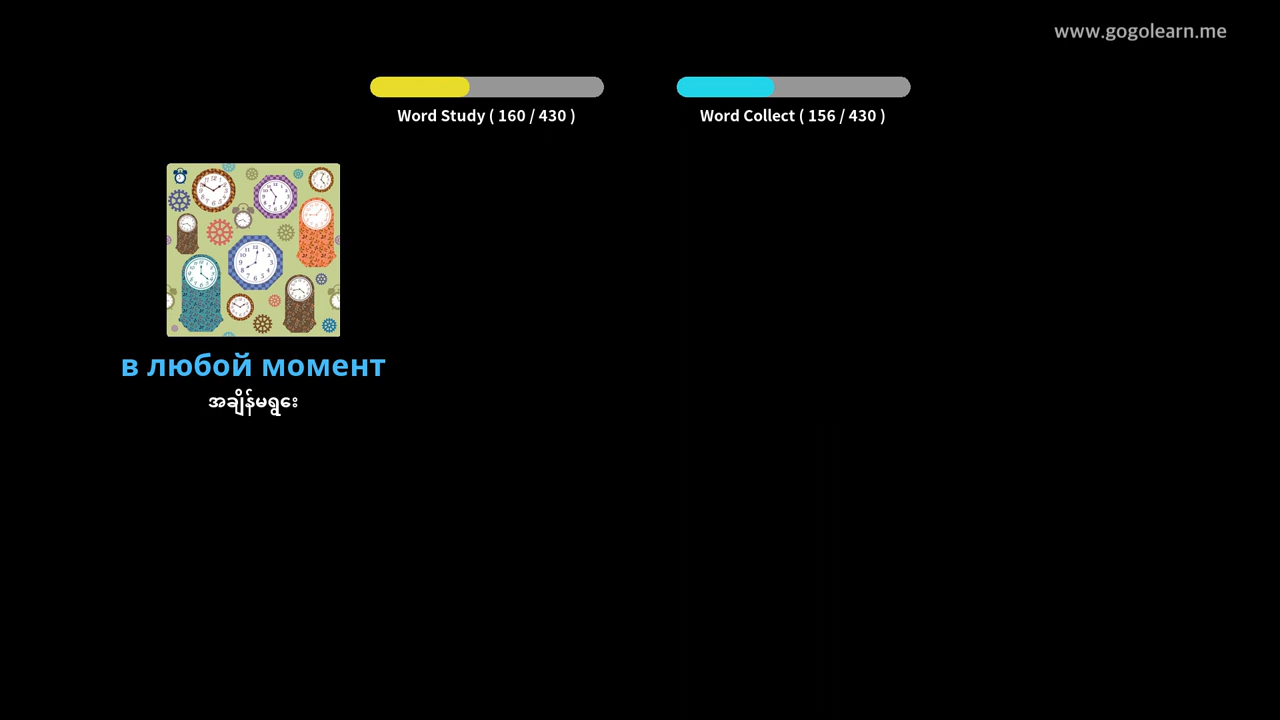 www.gogolearn.me
Word Study ( 160 / 430 )
Word Collect ( 156 / 430 )
в любой момент
အချိန်မရွေး